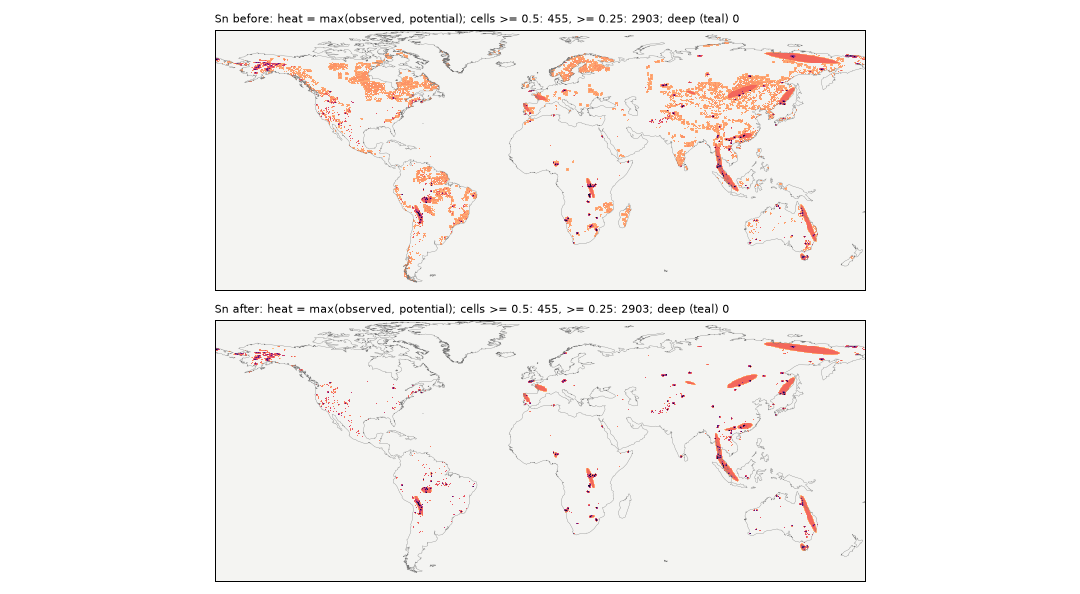 Sn before: heat = max(observed, potential); cells >= 0.5: 455, >= 0.25: 2903; deep (teal) 0
Sn after: heat = max(observed, potential); cells >= 0.5: 455, >= 0.25: 2903; deep (teal) 0